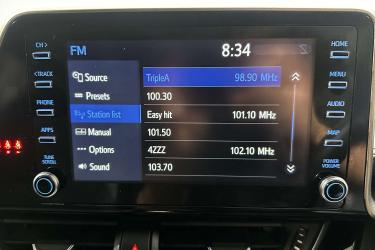 FM 8:34
CH HOME
<TRACK MENU
PHONE AUDIO
APPS MAP
TUNE SCROLL POWER VOLUME
Source
Presets
Station list
Manual
Options
Sound
TripleA 98.90 MHz
100.30
Easy hit 101.10 MHz
101.50
4ZZZ 102.10 MHz
103.70